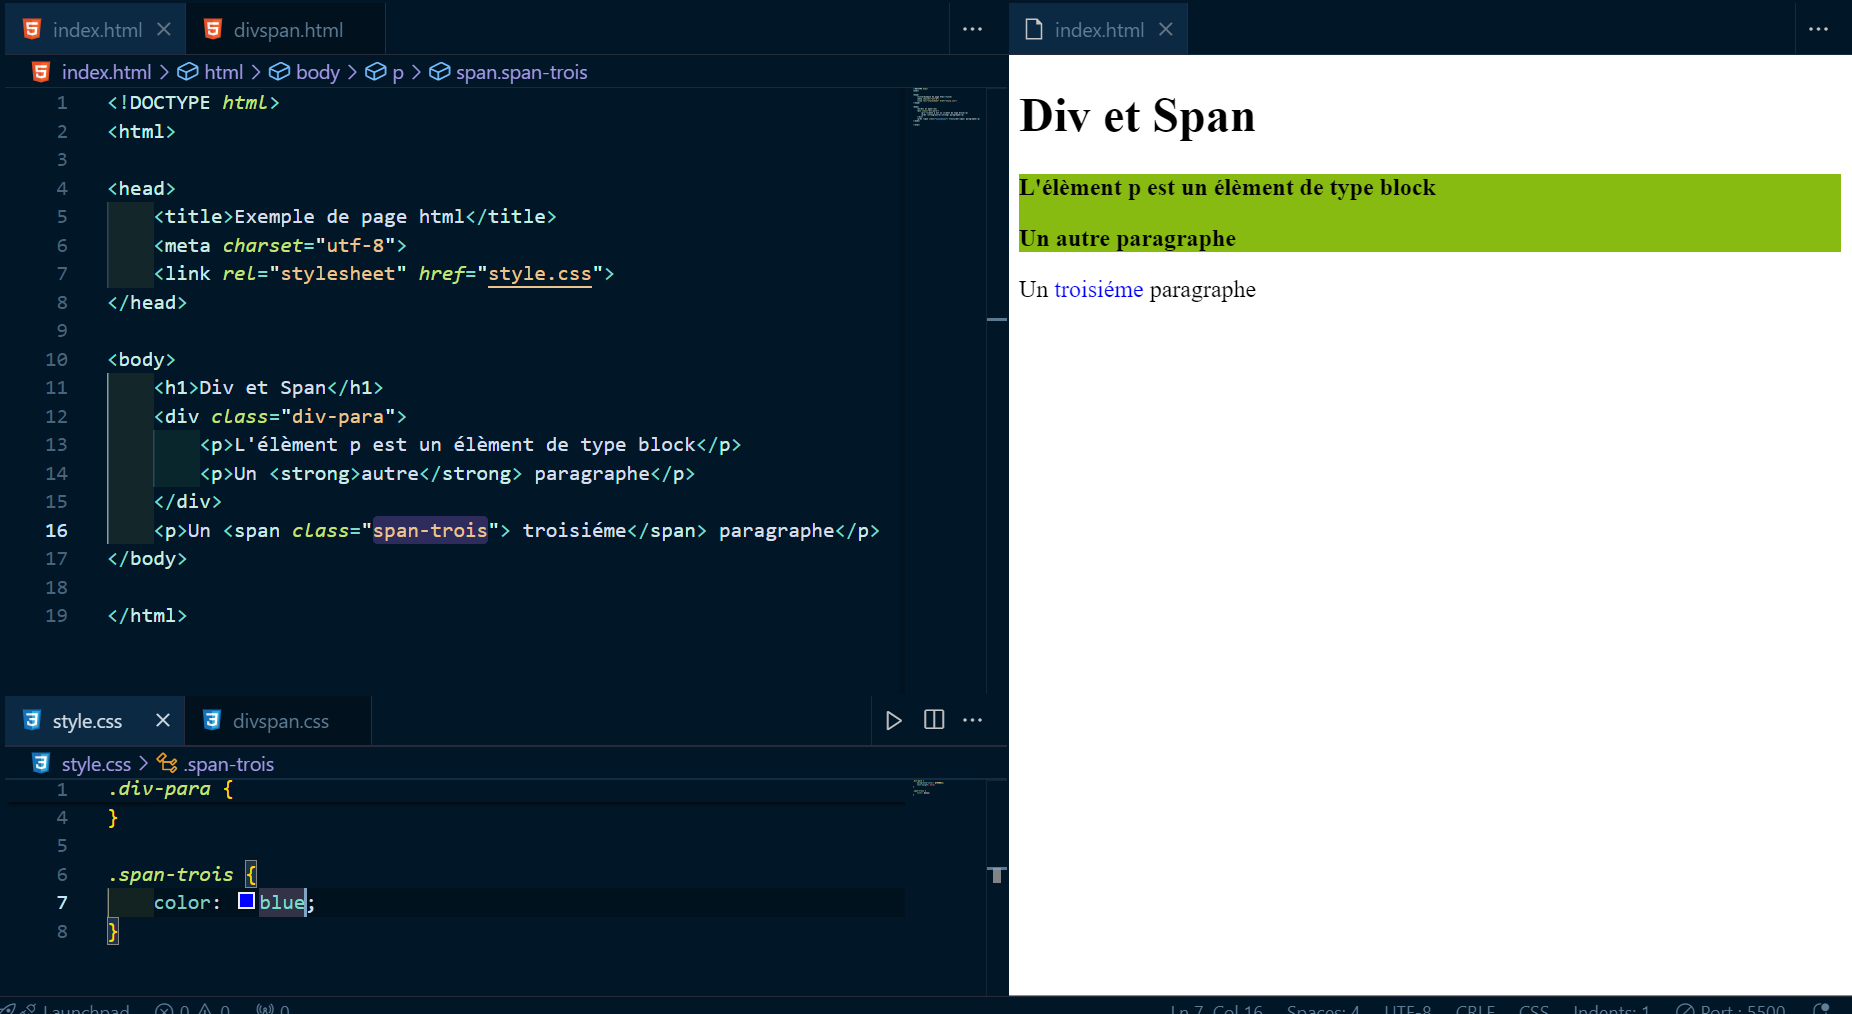 index.html
divspan.html
index.html > html > body > p > span.span-trois
1 <!DOCTYPE html>
2 <html>
3
4 <head>
5 <title>Exemple de page html</title>
6 <meta charset="utf-8">
7 <link rel="stylesheet" href="style.css">
8 </head>
9
10 <body>
11 <h1>Div et Span</h1>
12 <div class="div-para">
13 <p>L'élèment p est un élèment de type block</p>
14 <p>Un <strong>autre</strong> paragraphe</p>
15 </div>
16 <p>Un <span class="span-trois"> troisiéme</span> paragraphe</p>
17 </body>
18
19 </html>
style.css
divspan.css
style.css > .span-trois
1 .div-para {
4 }
5
6 .span-trois {
7 color: blue;
8 }
index.html
Div et Span
L'élèment p est un élèment de type block
Un autre paragraphe
Un troisiéme paragraphe
Launchpad 0 0 0 Ln 7, Col 16 Spaces: 4 UTF-8 CRLF CSS Indents: 1 Port : 5500